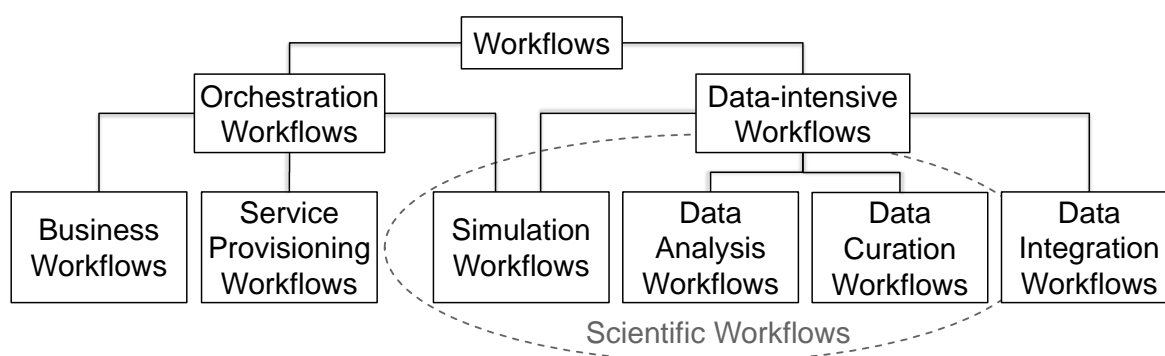 Workflows
Orchestration
Workflows
Data-intensive
Workflows
Business
Workflows
Service
Provisioning
Workflows
Simulation
Workflows
Data
Analysis
Workflows
Data
Curation
Workflows
Data
Integration
Workflows
Scientific Workflows